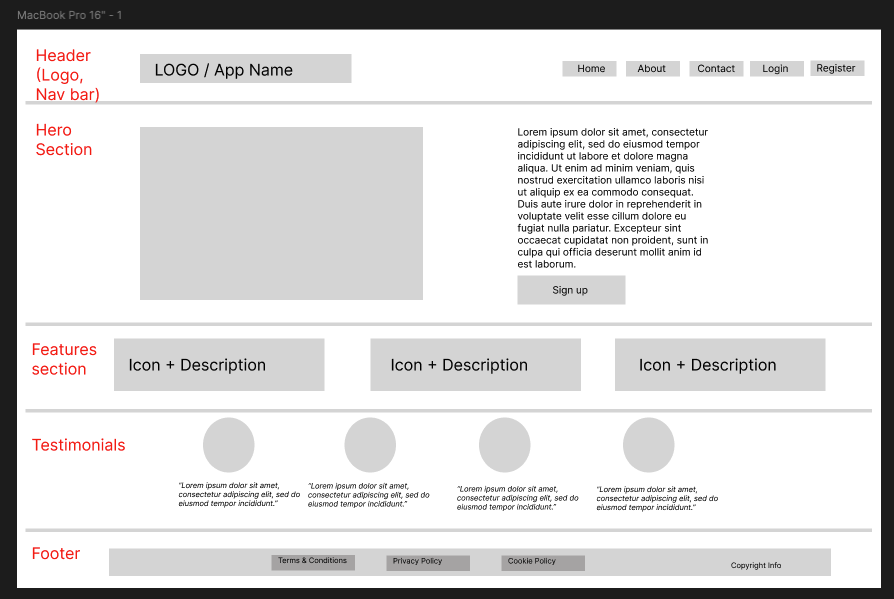 MacBook Pro 16" - 1
Header
(Logo,
Nav bar)
LOGO / App Name
Home
About
Contact
Login
Register
Hero
Section
Lorem ipsum dolor sit amet, consectetur
adipiscing elit, sed do eiusmod tempor
incididunt ut labore et dolore magna
aliqua. Ut enim ad minim veniam, quis
nostrud exercitation ullamco laboris nisi
ut aliquip ex ea commodo consequat.
Duis aute irure dolor in reprehenderit in
voluptate velit esse cillum dolore eu
fugiat nulla pariatur. Excepteur sint
occaecat cupidatat non proident, sunt in
culpa qui officia deserunt mollit anim id
est laborum.
Sign up
Features
section
Icon + Description
Icon + Description
Icon + Description
Testimonials
"Lorem ipsum dolor sit amet,
consectetur adipiscing elit, sed do
eiusmod tempor incididunt."
"Lorem ipsum dolor sit amet,
consectetur adipiscing elit, sed do
eiusmod tempor incididunt."
"Lorem ipsum dolor sit amet,
consectetur adipiscing elit, sed do
eiusmod tempor incididunt."
"Lorem ipsum dolor sit amet,
consectetur adipiscing elit, sed do
eiusmod tempor incididunt."
Footer
Terms & Conditions
Privacy Policy
Cookie Policy
Copyright Info